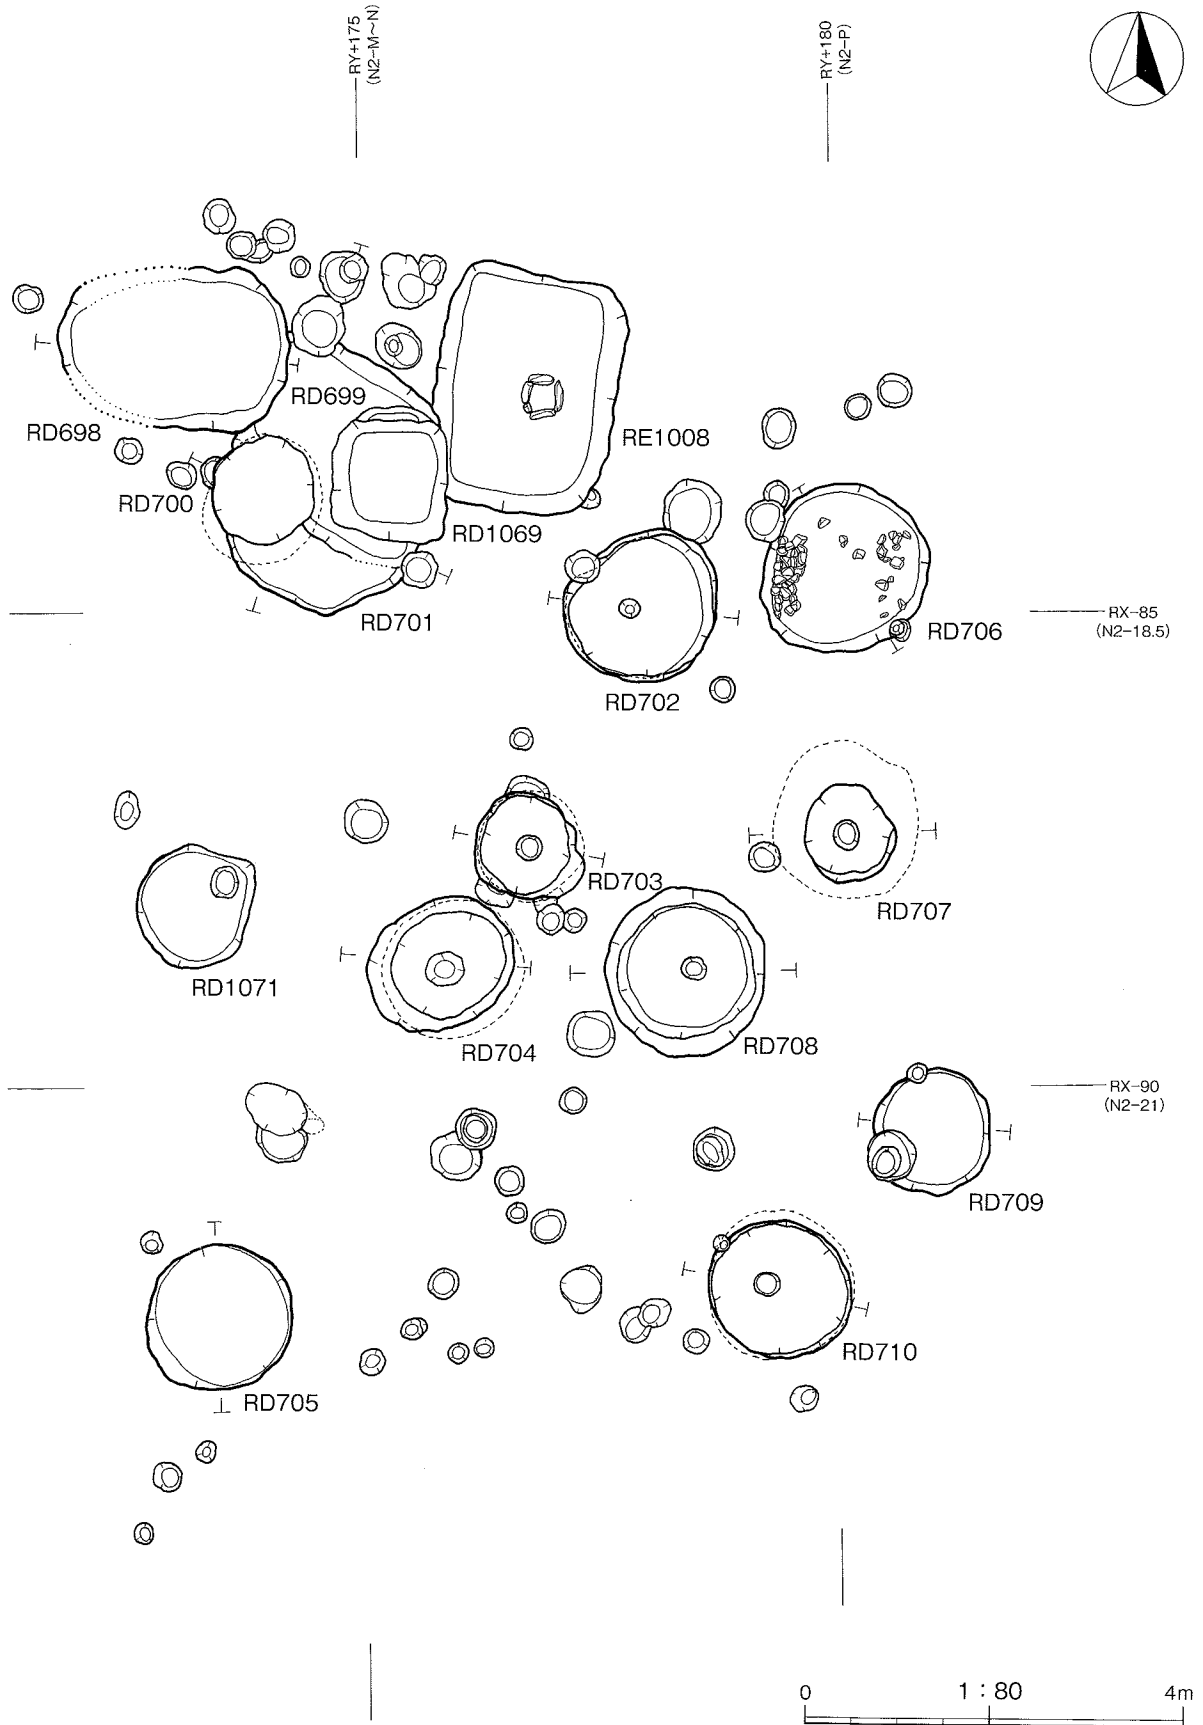 RY+175
(N2-M~N)
RY+180
(N2-P)
RD699
RD698
RE1008
RD700
RD1069
RD701
RX-85
(N2-18.5)
RD706
RD702
RD703
RD707
RD1071
RD704
RD708
RX-90
(N2-21)
RD709
RD710
RD705
0
1：80
4m